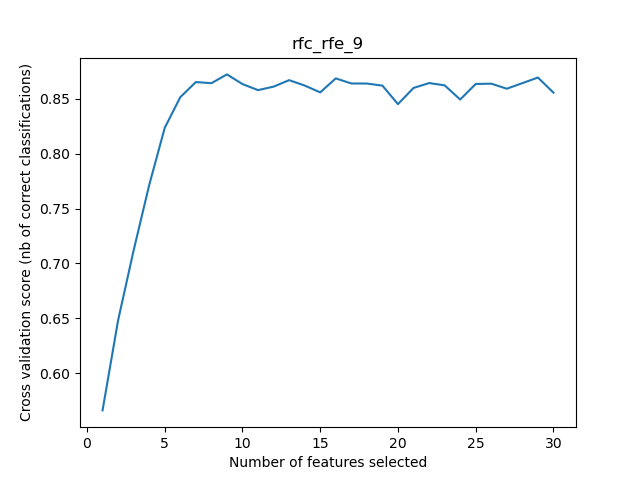 rfc_rfe_9
Cross validation score (nb of correct classifications)
0.85
0.80
0.75
0.70
0.65
0.60
0 5 10 15 20 25 30
Number of features selected